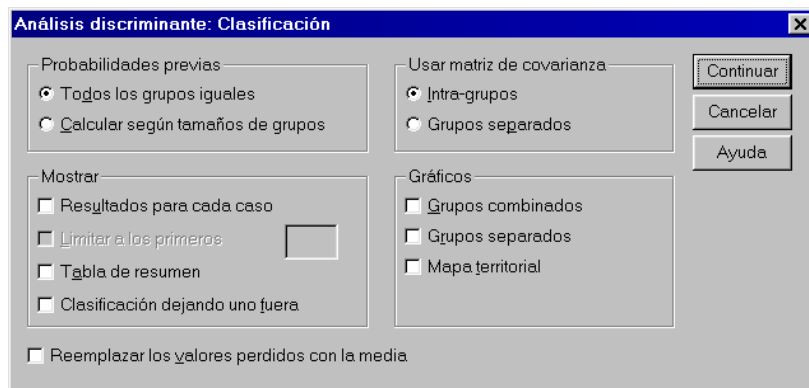 Análisis discriminante: Clasificación
Probabilidades previas
Todos los grupos iguales
Calcular según tamaños de grupos
Usar matriz de covarianza
Intra-grupos
Grupos separados
Continuar
Cancelar
Ayuda
Mostrar
Resultados para cada caso
Limitar a los primeros
Tabla de resumen
Clasificación dejando uno fuera
Gráficos
Grupos combinados
Grupos separados
Mapa territorial
Reemplazar los valores perdidos con la media